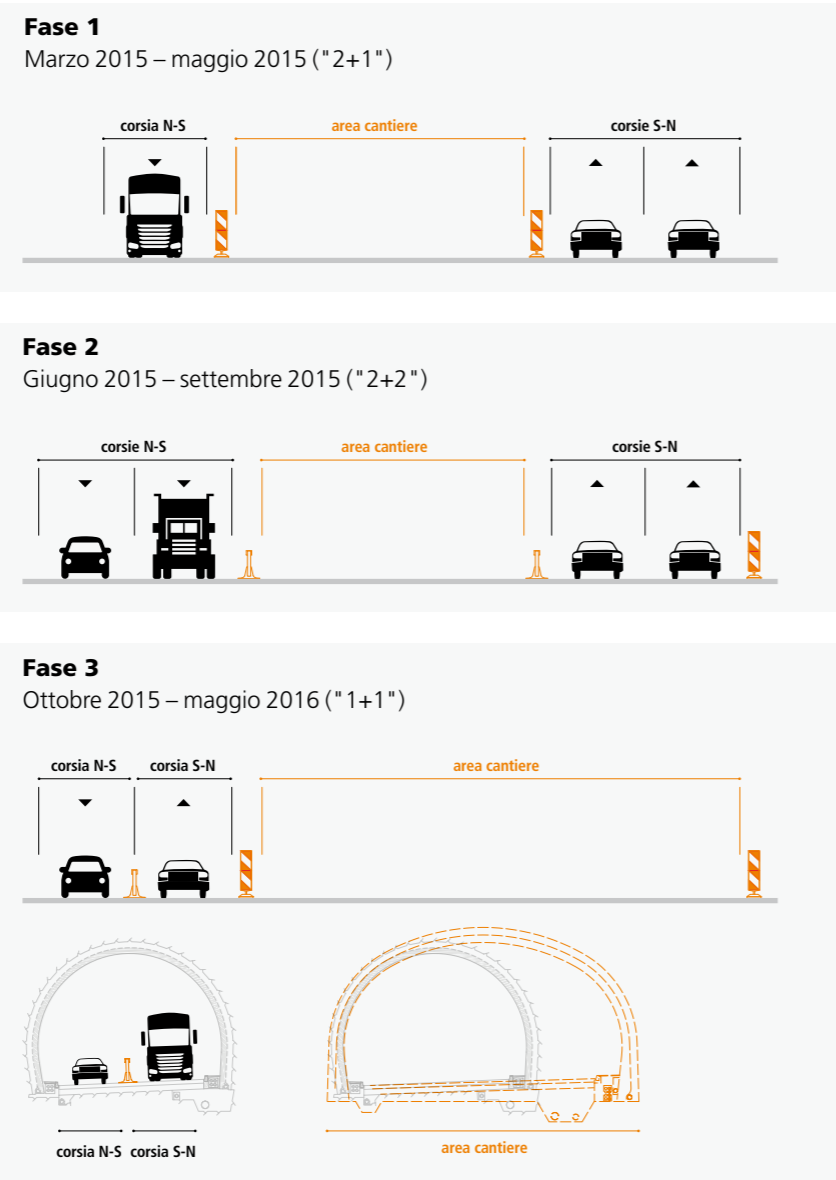 Fase 1
Marzo 2015 – maggio 2015 ("2+1")
corsia N-S area cantiere corsie S-N
Fase 2
Giugno 2015 – settembre 2015 ("2+2")
corsie N-S area cantiere corsie S-N
Fase 3
Ottobre 2015 – maggio 2016 ("1+1")
corsia N-S corsia S-N area cantiere
corsia N-S corsia S-N area cantiere